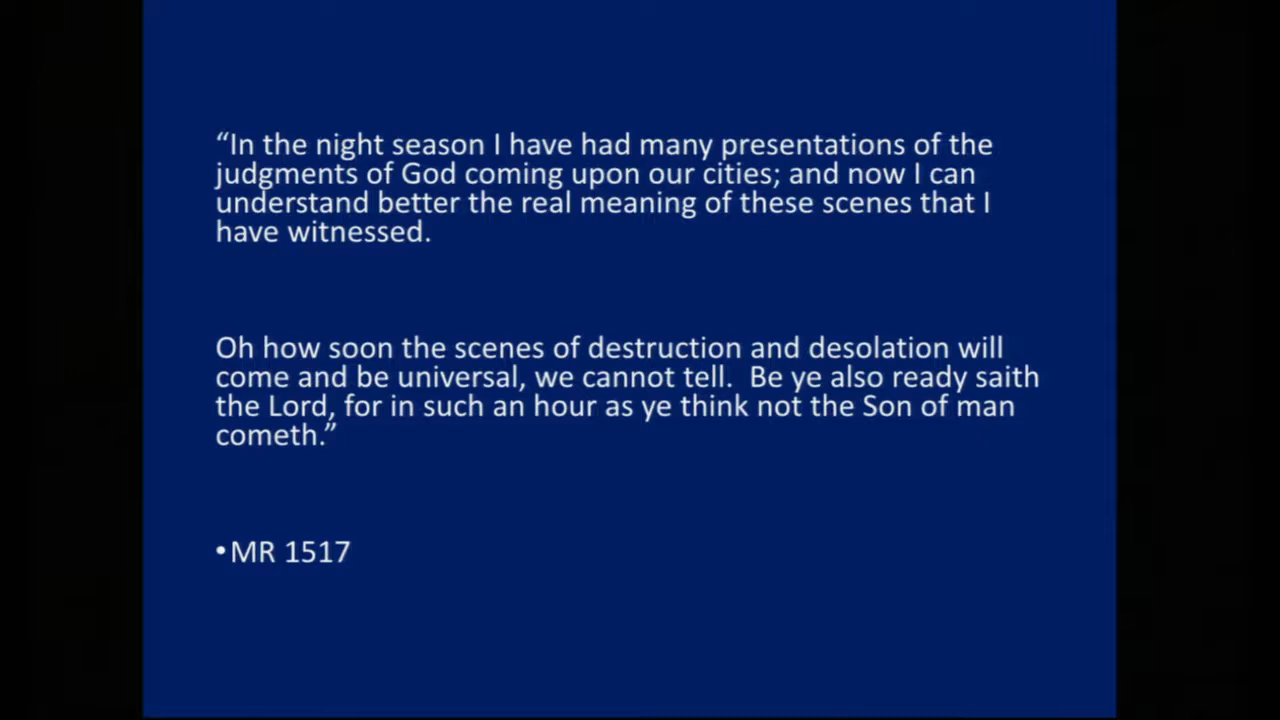 “In the night season I have had many presentations of the
judgments of God coming upon our cities; and now I can
understand better the real meaning of these scenes that I
have witnessed.
Oh how soon the scenes of destruction and desolation will
come and be universal, we cannot tell.  Be ye also ready saith
the Lord, for in such an hour as ye think not the Son of man
cometh.”
•MR 1517